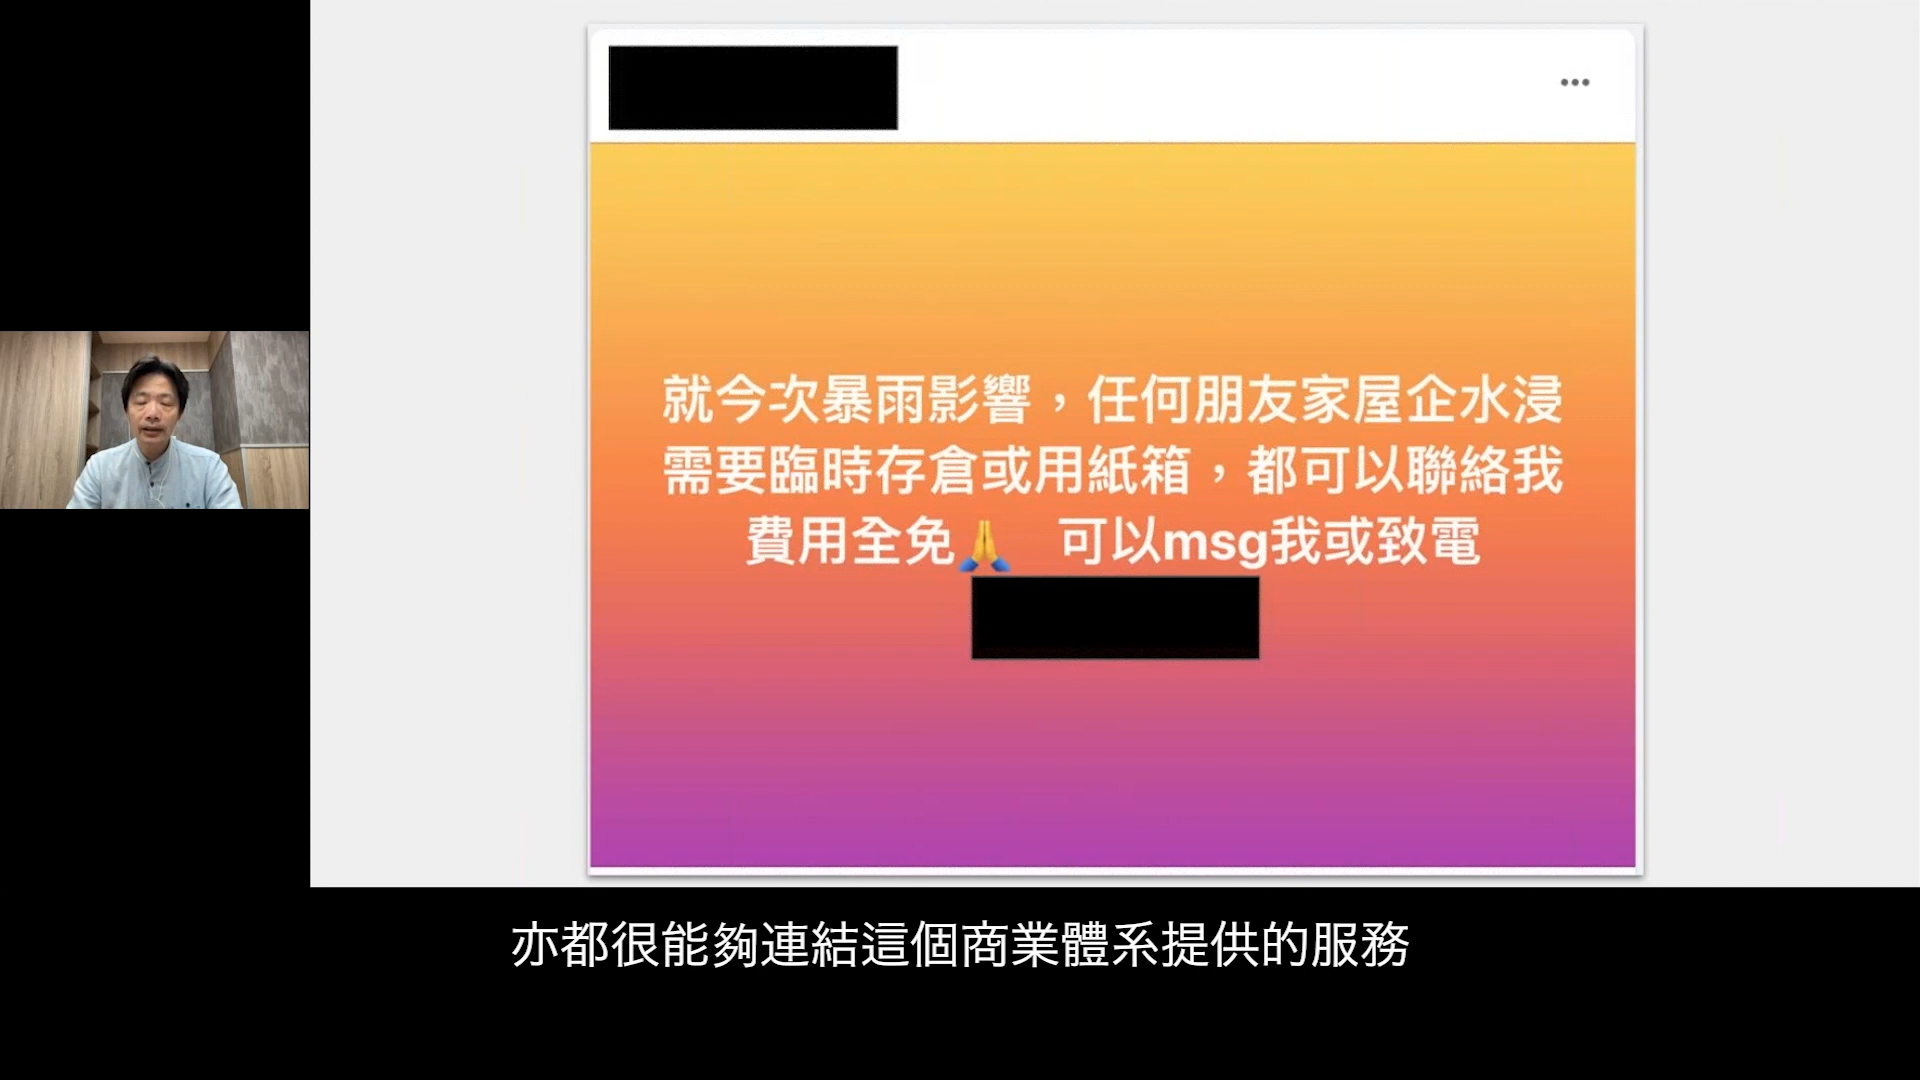 就今次暴雨影響，任何朋友家屋企水浸
需要臨時存倉或用紙箱，都可以聯絡我
費用全免🙏 可以msg我或致電
亦都很能夠連結這個商業體系提供的服務